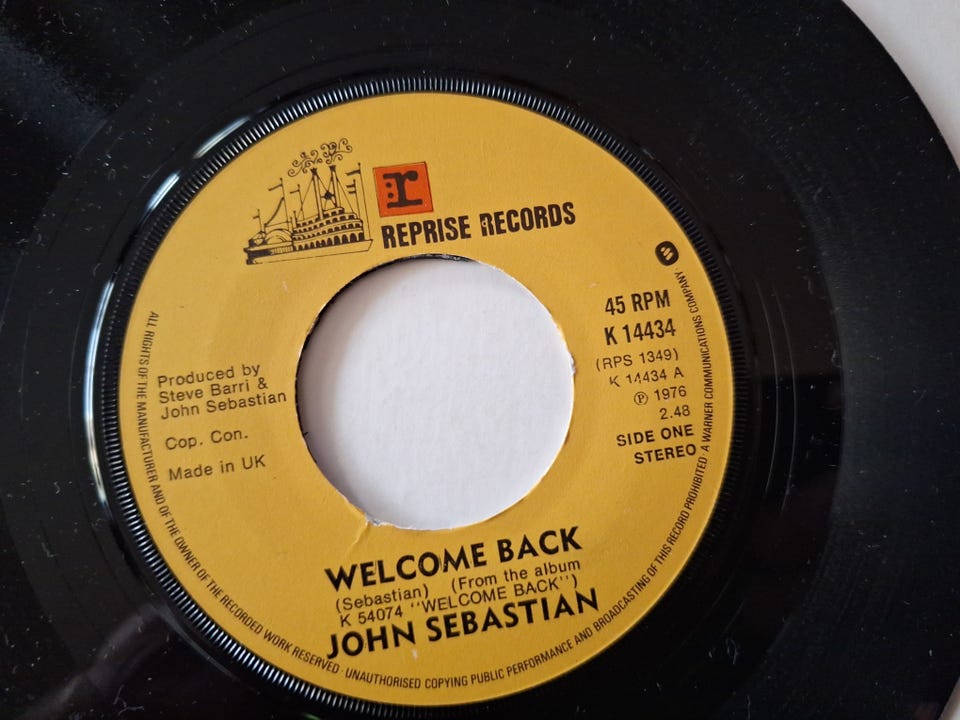 r
REPRISE RECORDS
45 RPM
K 14434
(RPS 1349)
K 14434 A
Ⓟ 1976
2.48
SIDE ONE
STEREO
Produced by
Steve Barri &
John Sebastian
Cop. Con.
Made in UK
WELCOME BACK
(Sebastian) (From the album
K 54074 "WELCOME BACK")
JOHN SEBASTIAN
ALL RIGHTS OF THE MANUFACTURER AND OF THE OWNER OF THE RECORDED WORK RESERVED · UNAUTHORISED COPYING PUBLIC PERFORMANCE AND BROADCASTING OF THIS RECORD PROHIBITED · A WARNER COMMUNICATIONS COMPANY ·